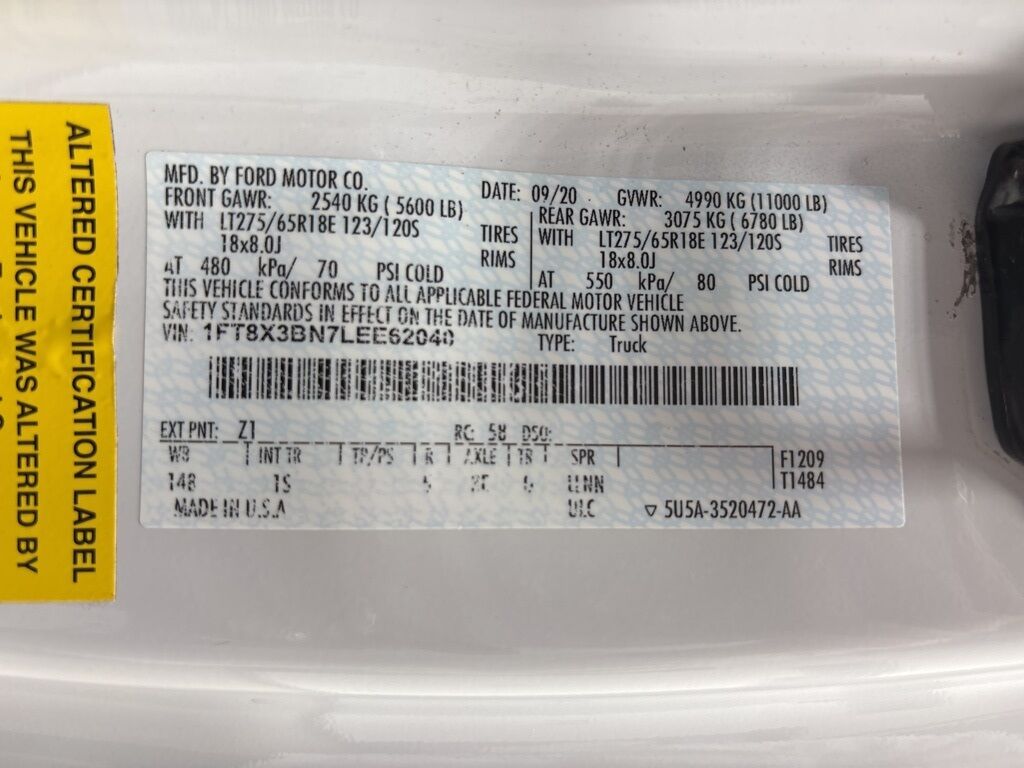 ALTERED CERTIFICATION LABEL
THIS VEHICLE WAS ALTERED BY
MFD. BY FORD MOTOR CO.
DATE: 09/20 GVWR: 4990 KG (11000 LB)
FRONT GAWR: 2540 KG ( 5600 LB)
REAR GAWR: 3075 KG ( 6780 LB)
WITH LT275/65R18E 123/120S TIRES
WITH LT275/65R18E 123/120S TIRES
18x8.0J RIMS
18x8.0J RIMS
AT 480 kPa/ 70 PSI COLD
AT 550 kPa/ 80 PSI COLD
THIS VEHICLE CONFORMS TO ALL APPLICABLE FEDERAL MOTOR VEHICLE
SAFETY STANDARDS IN EFFECT ON THE DATE OF MANUFACTURE SHOWN ABOVE.
VIN: 1FT8X3BN7LEE62040
TYPE: Truck
EXT PNT: Z1 RC: 58 DSO:
WB INT TR TP/PS R AXLE TR SPR F1209
148 1S 6 UNN T1484
MADE IN U.S.A ULC ▽ 5U5A-3520472-AA